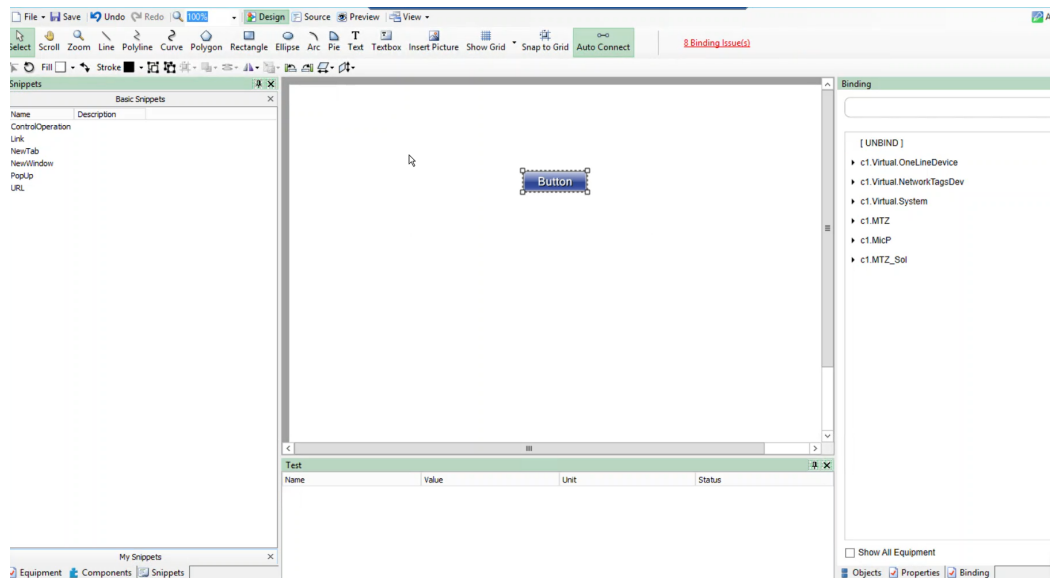 File Save Undo Redo 100% Design Source Preview View
Select Scroll Zoom Line Polyline Curve Polygon Rectangle Ellipse Arc Pie Text Textbox Insert Picture Show Grid Snap to Grid Auto Connect 8 Binding Issue(s)
Fill Stroke
Snippets
Basic Snippets
Name Description
ControlOperation
Link
NewTab
NewWindow
PopUp
URL
My Snippets
Equipment Components Snippets
Button
Test
Name Value Unit Status
Binding
[ UNBIND ]
c1.Virtual.OneLineDevice
c1.Virtual.NetworkTagsDev
c1.Virtual.System
c1.MTZ
c1.MicP
c1.MTZ_Sol
Show All Equipment
Objects Properties Binding